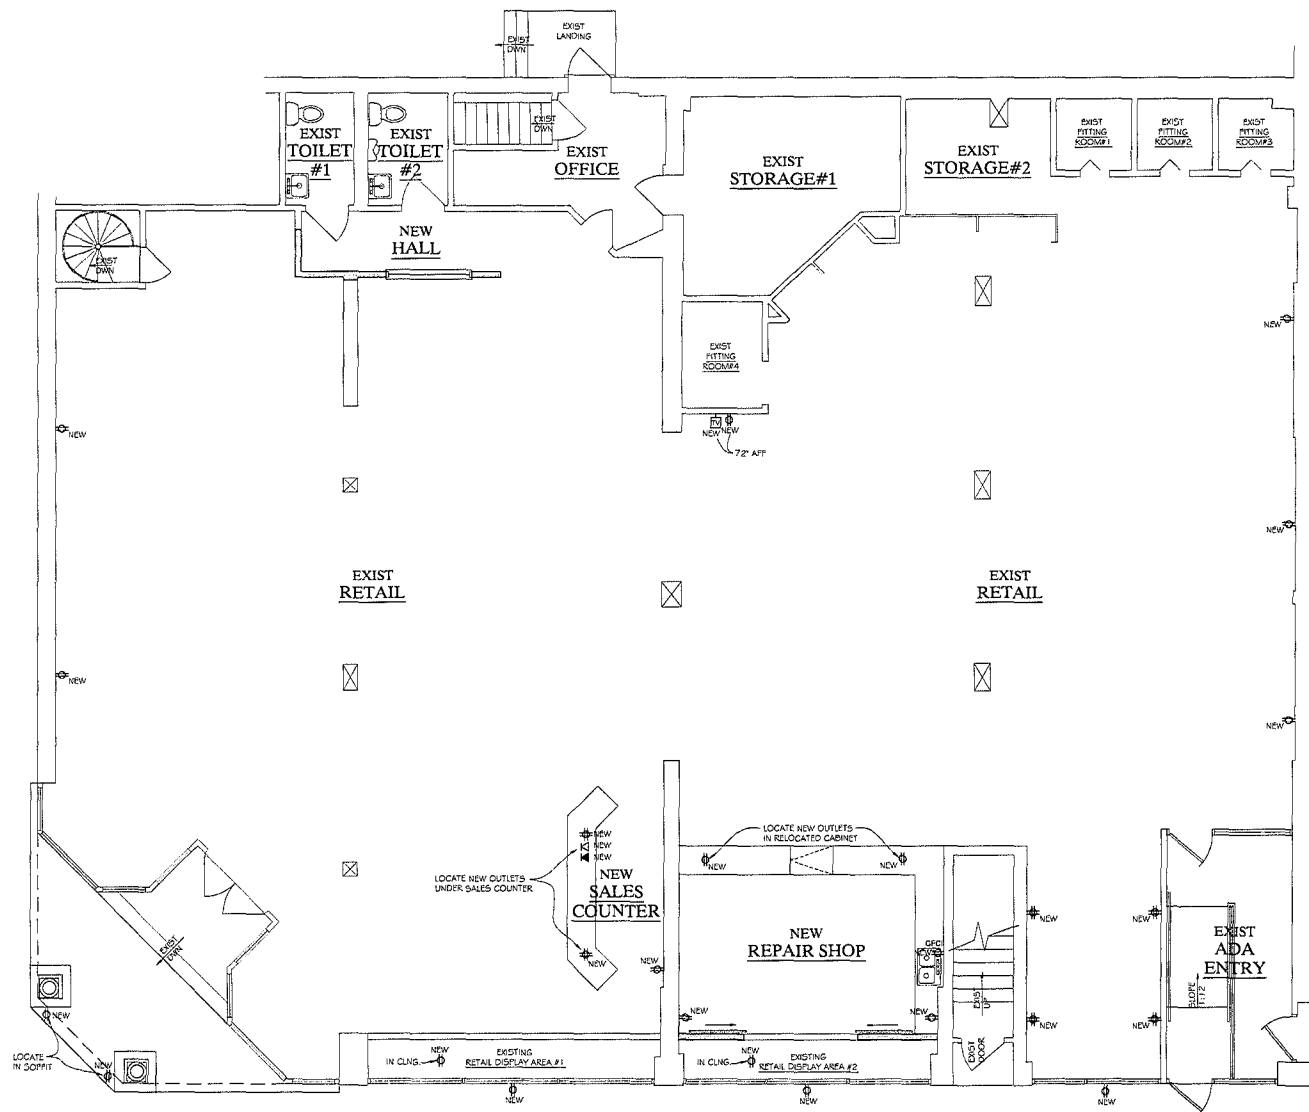 EXIST
LANDING
EXIST
DWN
EXIST
TOILET
#1
EXIST
TOILET
#2
EXIST
DWN
EXIST
OFFICE
EXIST
STORAGE#1
EXIST
STORAGE#2
EXIST
FITTING
ROOM#1
EXIST
FITTING
ROOM#2
EXIST
FITTING
ROOM#3
NEW
HALL
EXIST
DWN
NEW
EXIST
FITTING
ROOM#4
TV
NEW
NEW
72" AFF
NEW
NEW
EXIST
RETAIL
EXIST
RETAIL
NEW
NEW
NEW
NEW
NEW
LOCATE NEW OUTLETS
UNDER SALES COUNTER
NEW
SALES
COUNTER
NEW
NEW
LOCATE NEW OUTLETS
IN RELOCATED CABINET
NEW
NEW
NEW
REPAIR SHOP
GFCI
NEW
EXIST
UP
EXIST
DOOR
NEW
NEW
NEW
NEW
EXIST
ADA
ENTRY
SLOPE
1:12
EXIST
DWN
NEW
NEW
NEW
NEW
LOCATE
IN SOFFIT
NEW
IN CLNG.
EXISTING
RETAIL DISPLAY AREA #1
NEW
IN CLNG.
EXISTING
RETAIL DISPLAY AREA #2
NEW
NEW
NEW